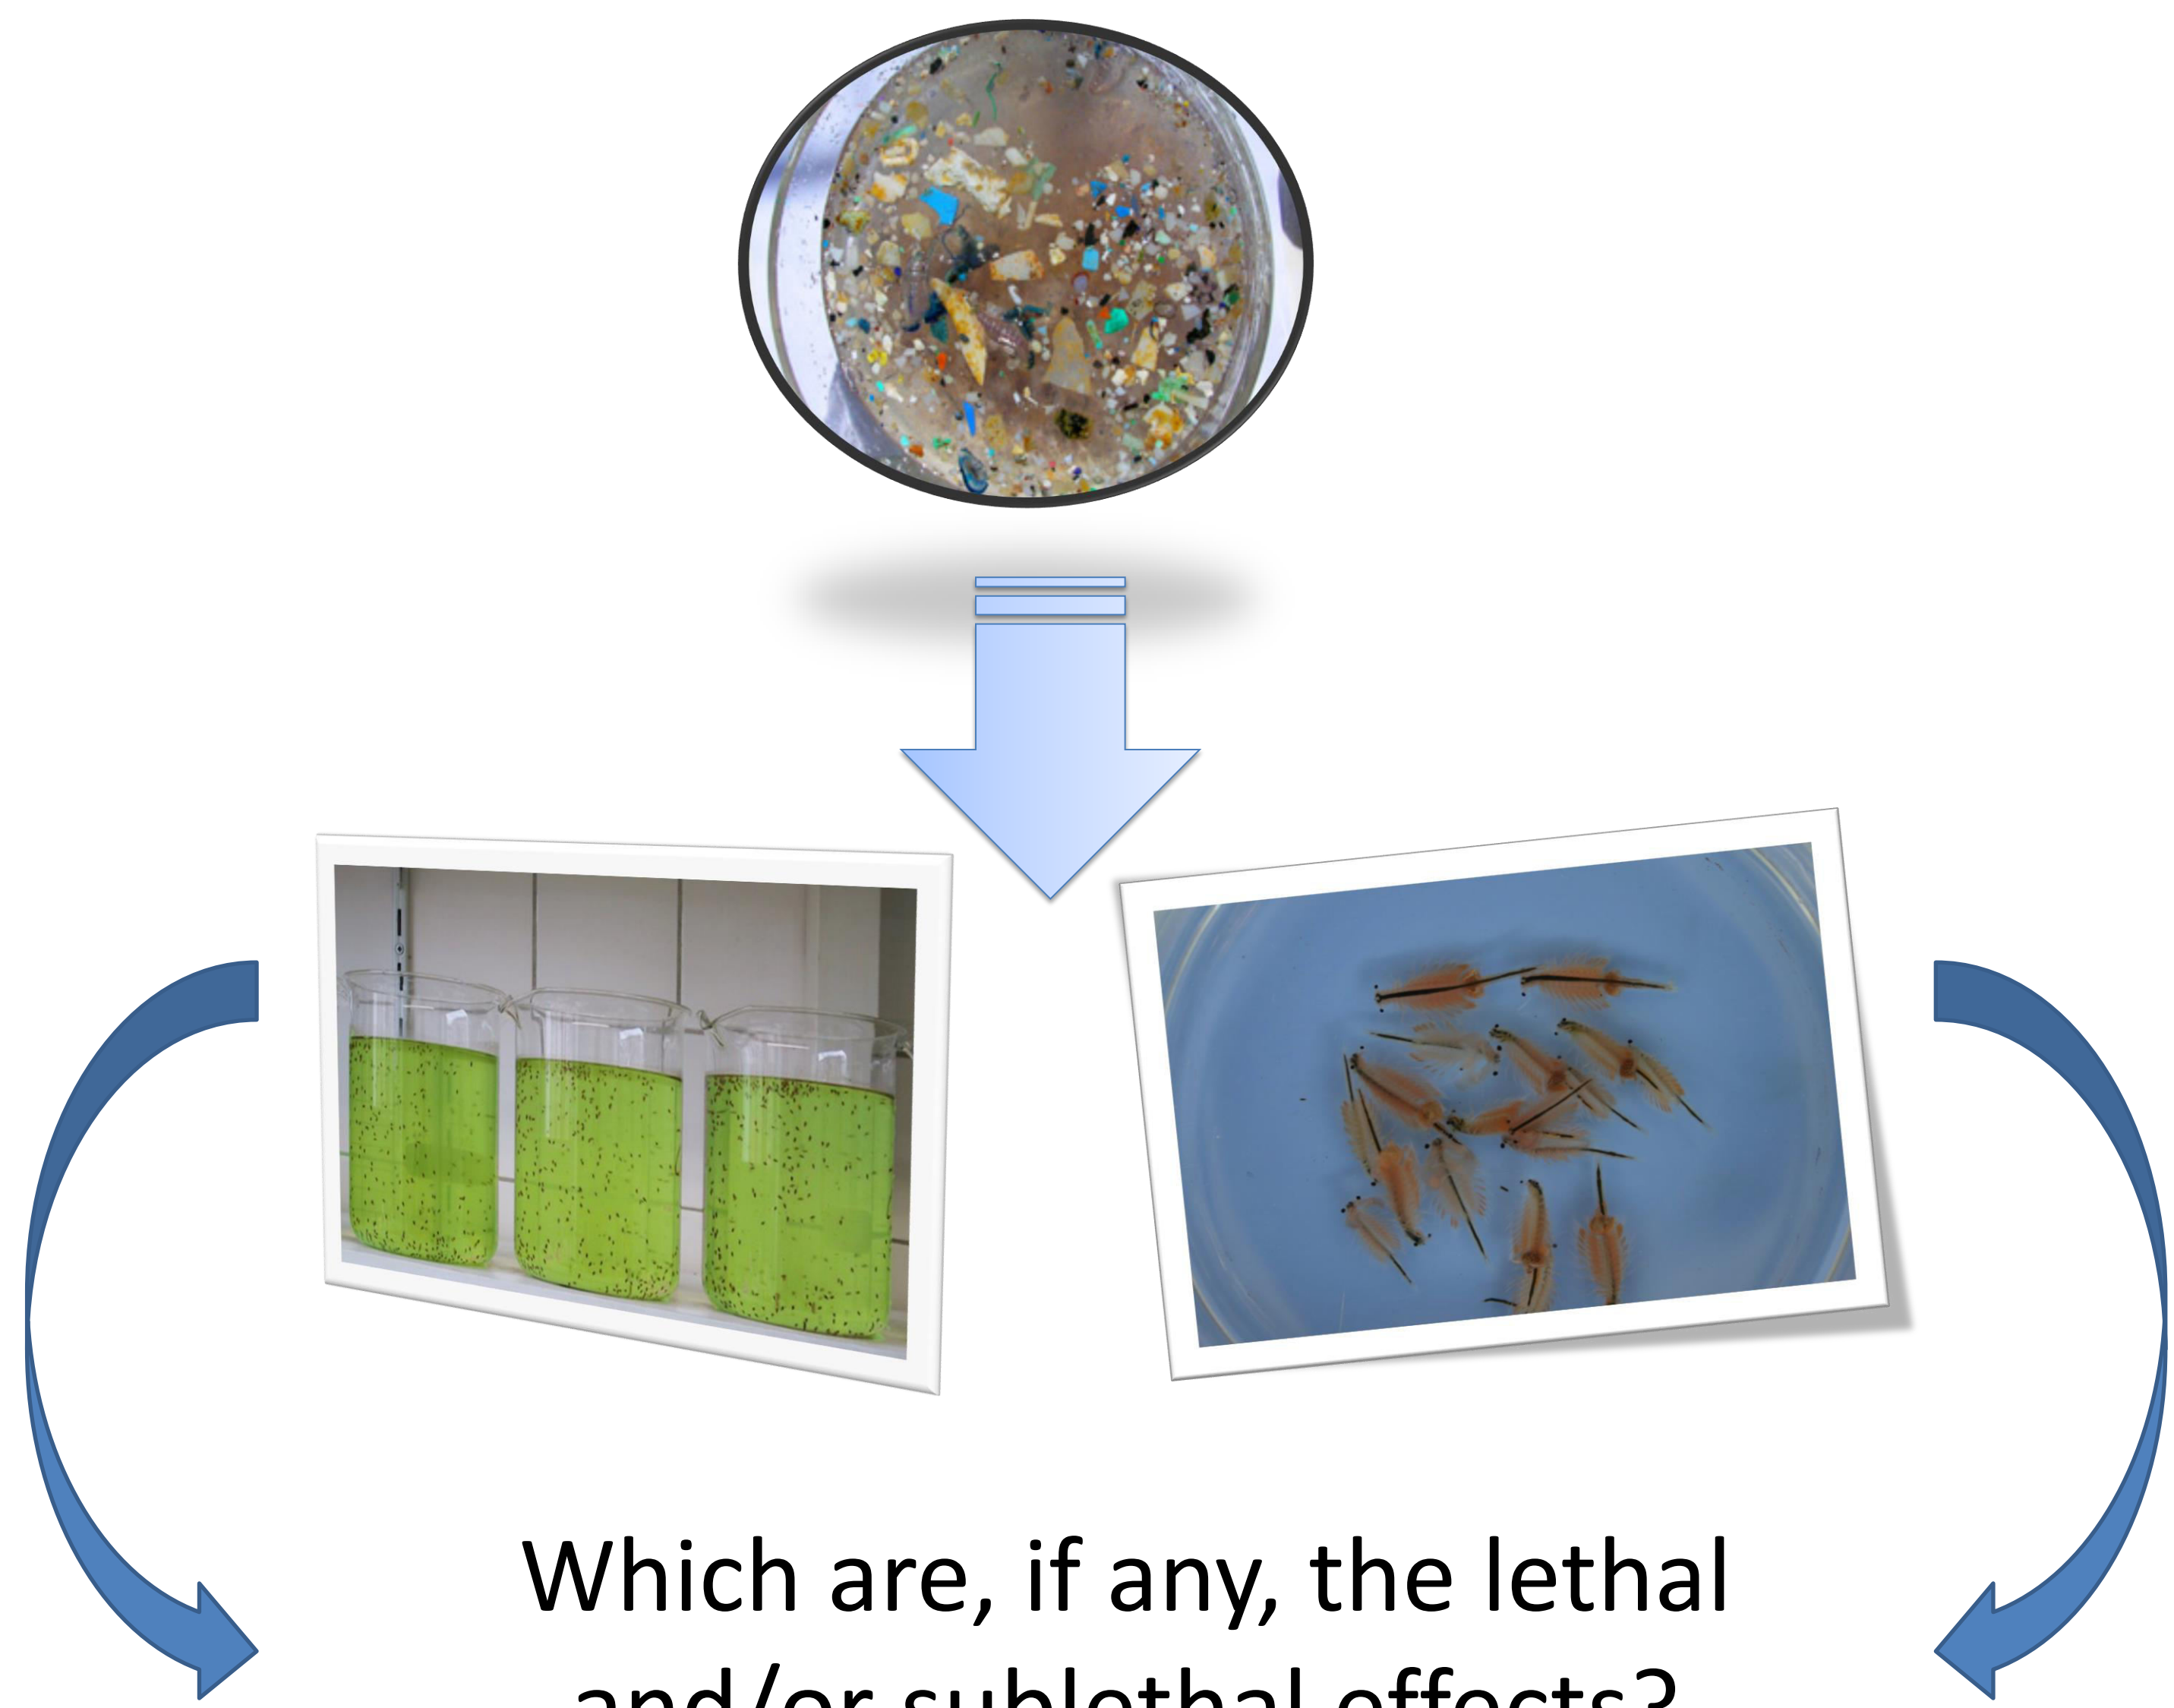 Which are, if any, the lethal
and/or sublethal effects?